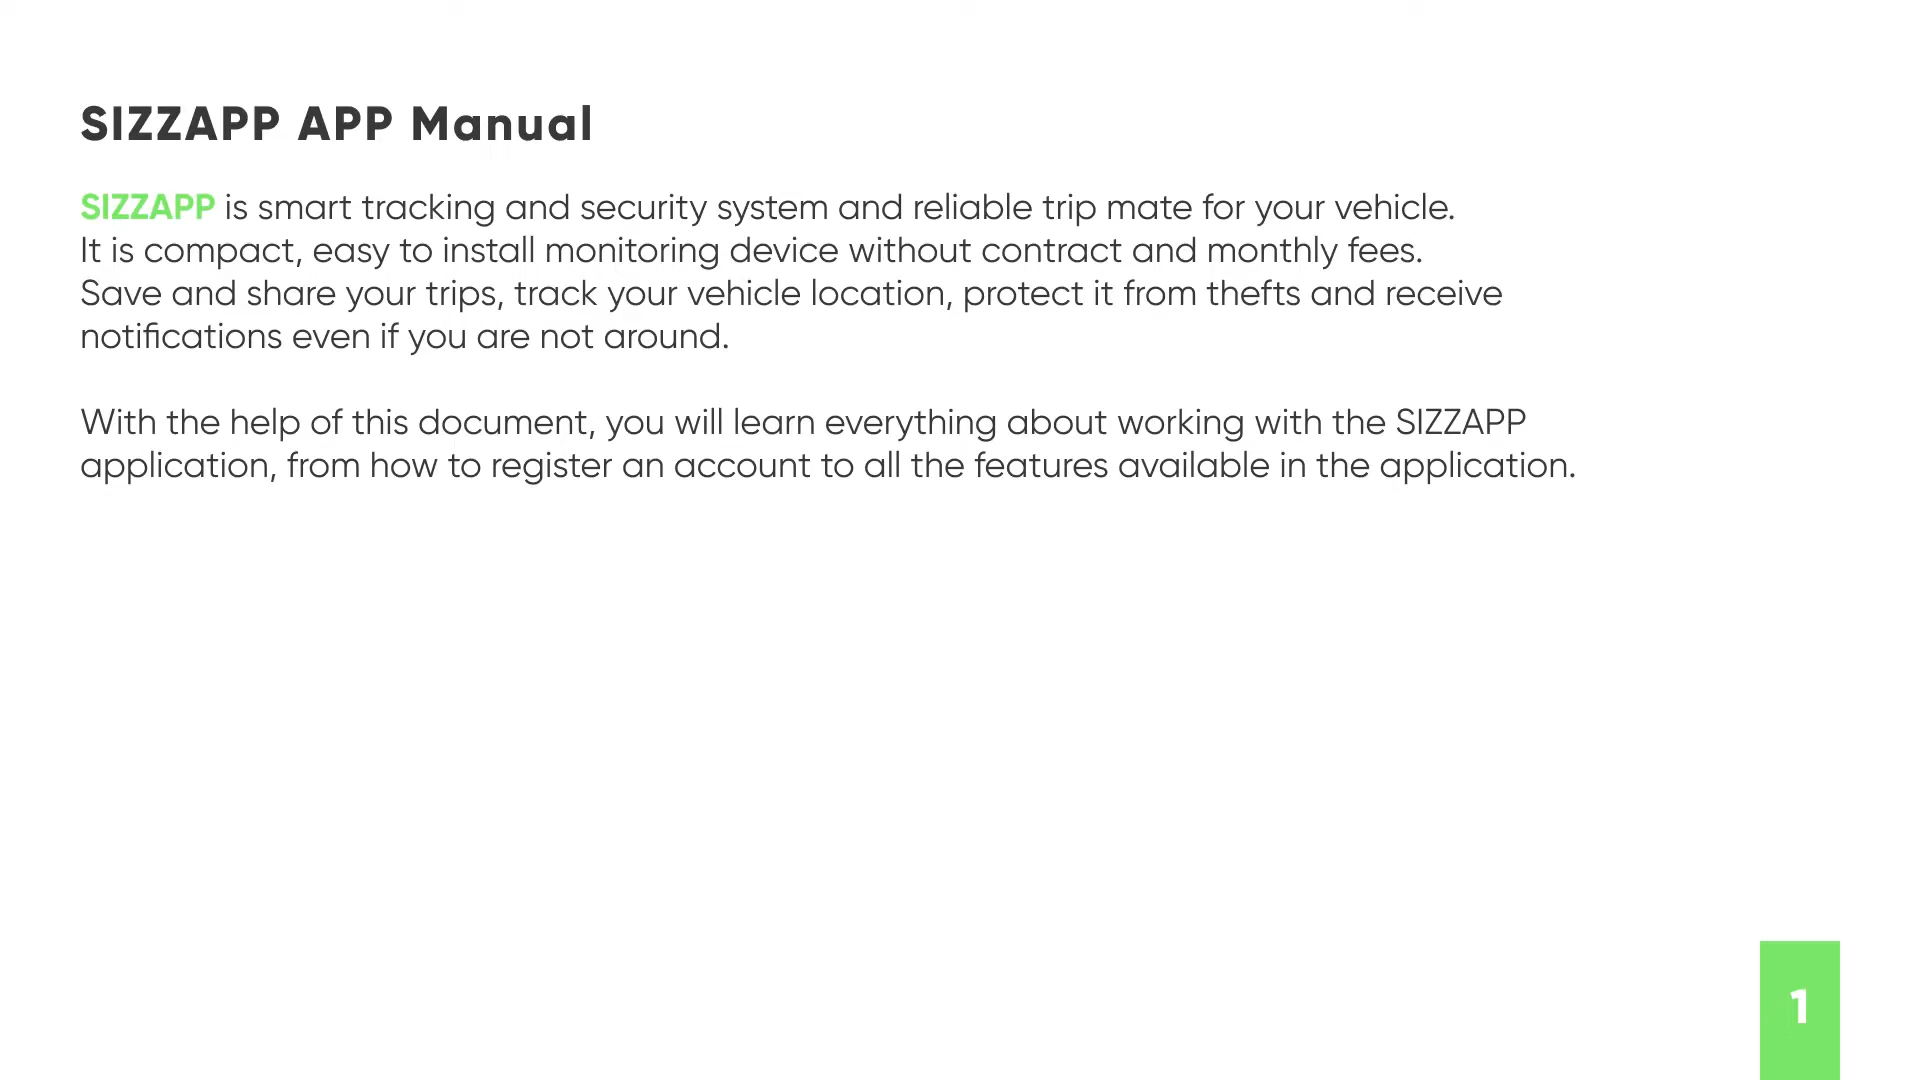 SIZZAPP APP Manual
SIZZAPP is smart tracking and security system and reliable trip mate for your vehicle.
It is compact, easy to install monitoring device without contract and monthly fees.
Save and share your trips, track your vehicle location, protect it from thefts and receive
notifications even if you are not around.
With the help of this document, you will learn everything about working with the SIZZAPP
application, from how to register an account to all the features available in the application.
1